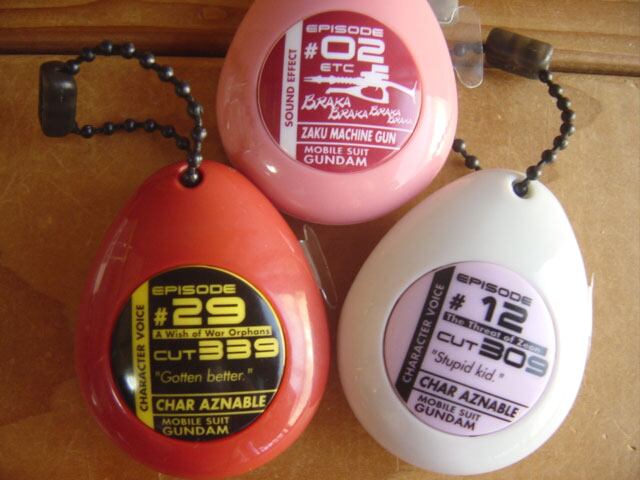 EPISODE
#02
ETC
SOUND EFFECT
BRAKA
BRAKA BRAKA BRAKA
ZAKU MACHINE GUN
MOBILE SUIT
GUNDAM
EPISODE
#29
A Wish of War Orphans
CUT 339
"Gotten better."
CHARACTER VOICE
CHAR AZNABLE
MOBILE SUIT
GUNDAM
EPISODE
# 12
The Threat of Zeon
CUT 309
"Stupid kid."
CHARACTER VOICE
CHAR AZNABLE
MOBILE SUIT
GUNDAM